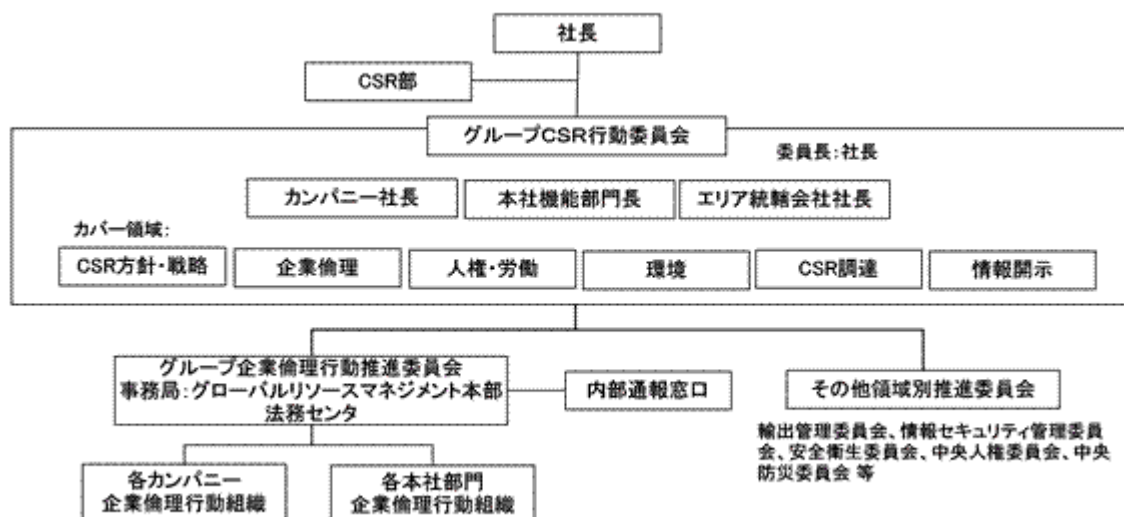 社長
CSR部
グループCSR行動委員会
委員長:社長
カンパニー社長
本社機能部門長
エリア統轄会社社長
カバー領域:
CSR方針・戦略
企業倫理
人権・労働
環境
CSR調達
情報開示
グループ企業倫理行動推進委員会
事務局:グローバルリソースマネジメント本部
法務センタ
内部通報窓口
その他領域別推進委員会
輸出管理委員会、情報セキュリティ管理委員
会、安全衛生委員会、中央人権委員会、中央
防災委員会 等
各カンパニー
企業倫理行動組織
各本社部門
企業倫理行動組織